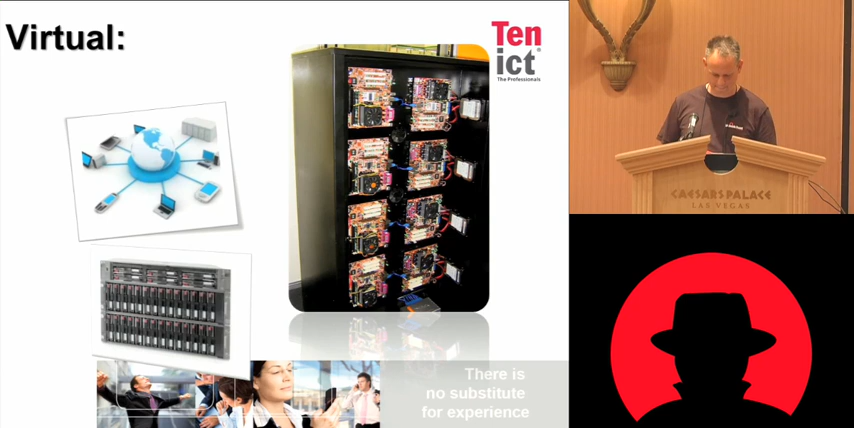 Virtual:
Ten
ict
®
The Professionals
There is
no substitute
for experience
CAESARS PALACE
LAS VEGAS